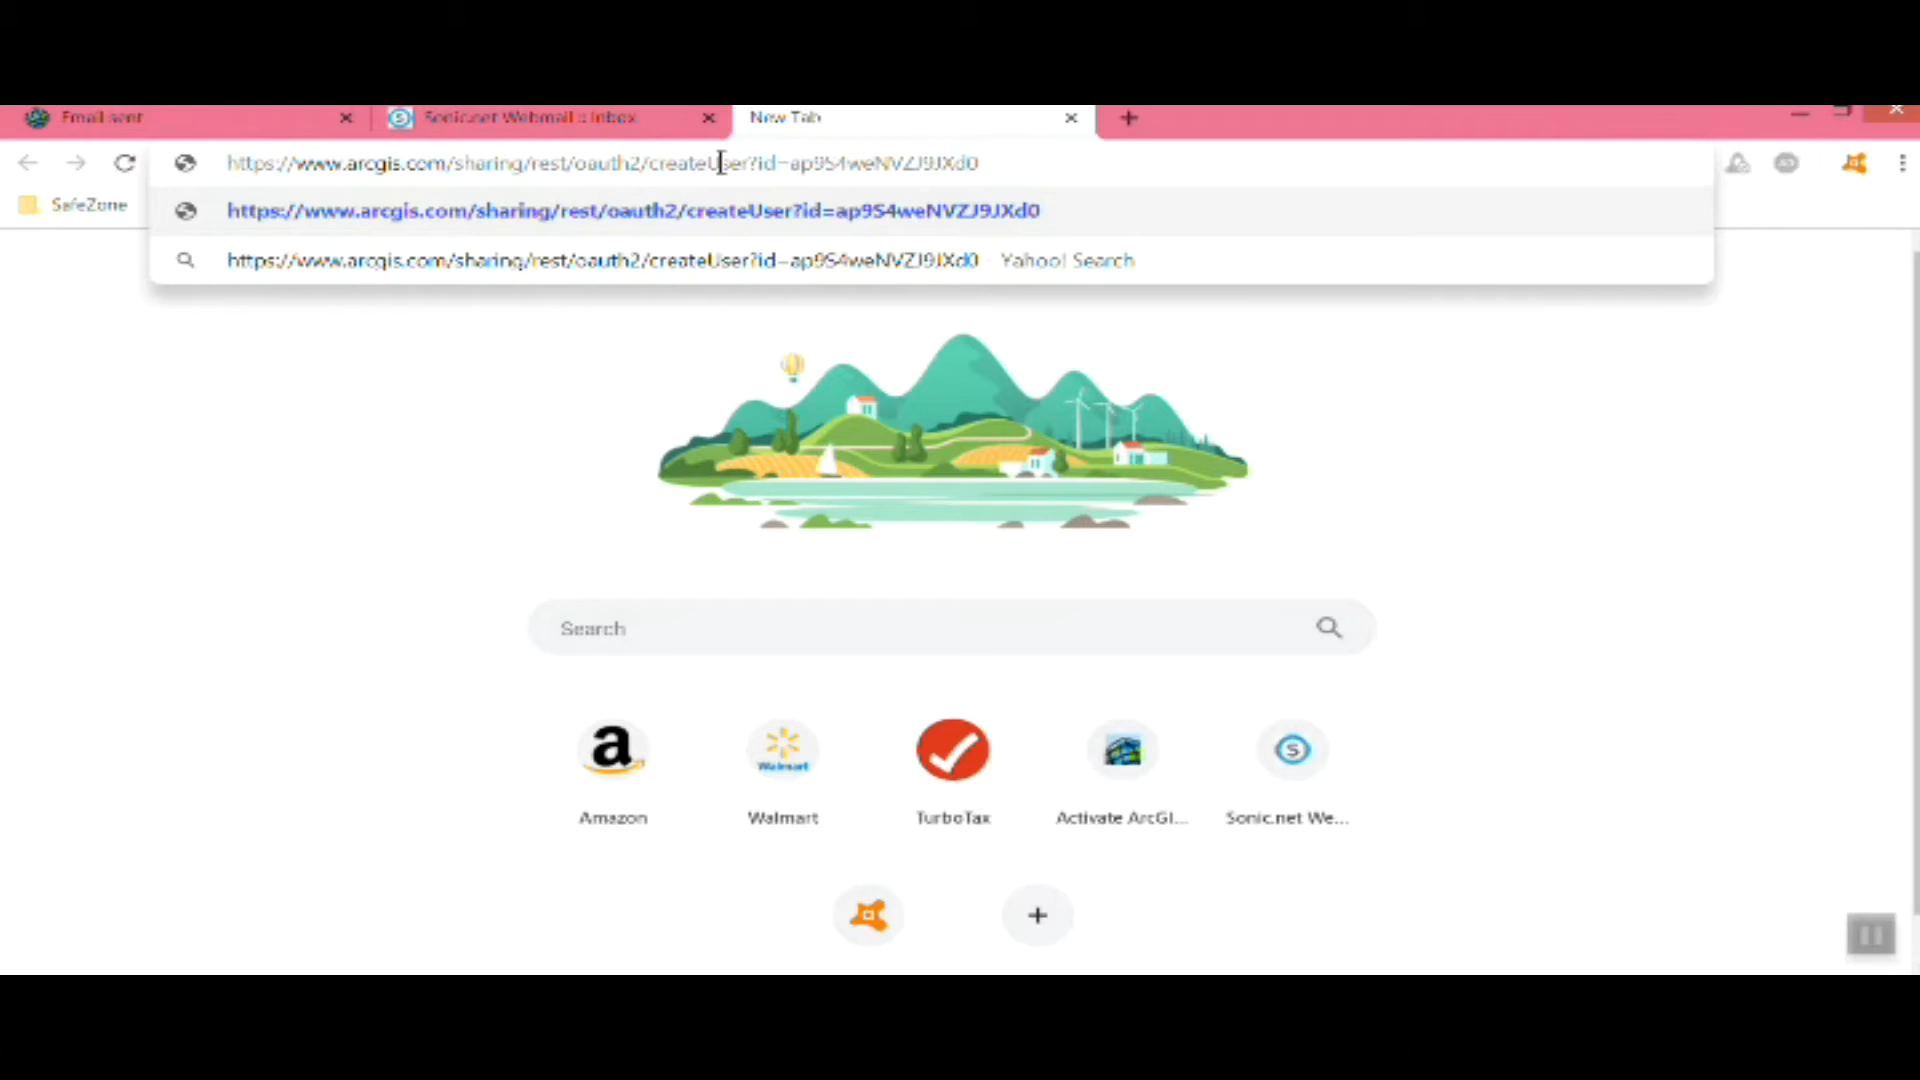 Email sent
Sonic.net Webmail :: Inbox
New Tab
https://www.arcgis.com/sharing/rest/oauth2/createUser?id=ap9S4weNVZJ9JXd0
SafeZone
https://www.arcgis.com/sharing/rest/oauth2/createUser?id=ap9S4weNVZJ9JXd0
https://www.arcgis.com/sharing/rest/oauth2/createUser?id=ap9S4weNVZJ9JXd0 - Yahoo! Search
Search
a
Walmart
S
Amazon
Walmart
TurboTax
Activate ArcGI...
Sonic.net We...